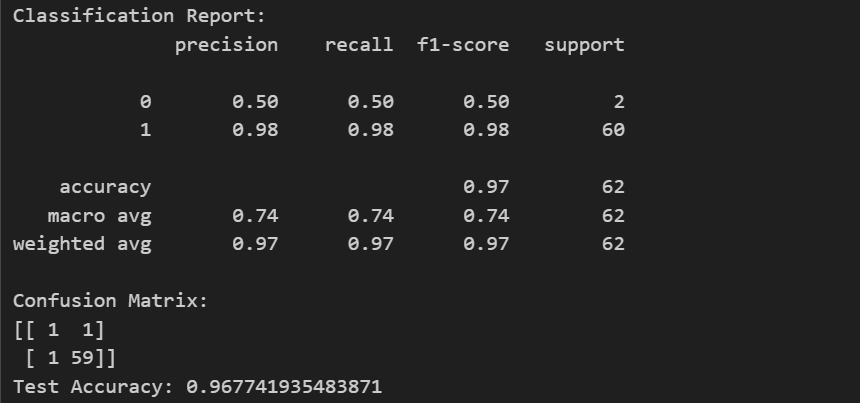 Classification Report:
precision recall f1-score support
0 0.50 0.50 0.50 2
1 0.98 0.98 0.98 60
accuracy 0.97 62
macro avg 0.74 0.74 0.74 62
weighted avg 0.97 0.97 0.97 62
Confusion Matrix:
[[ 1 1]
[ 1 59]]
Test Accuracy: 0.967741935483871